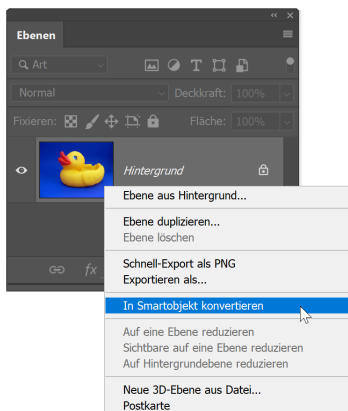 Ebenen
Art
Normal Deckkraft: 100%
Fixieren: Fläche: 100%
Hintergrund
fx
Ebene aus Hintergrund...
Ebene duplizieren...
Ebene löschen
Schnell-Export als PNG
Exportieren als...
In Smartobjekt konvertieren
Auf eine Ebene reduzieren
Sichtbare auf eine Ebene reduzieren
Auf Hintergrundebene reduzieren
Neue 3D-Ebene aus Datei...
Postkarte